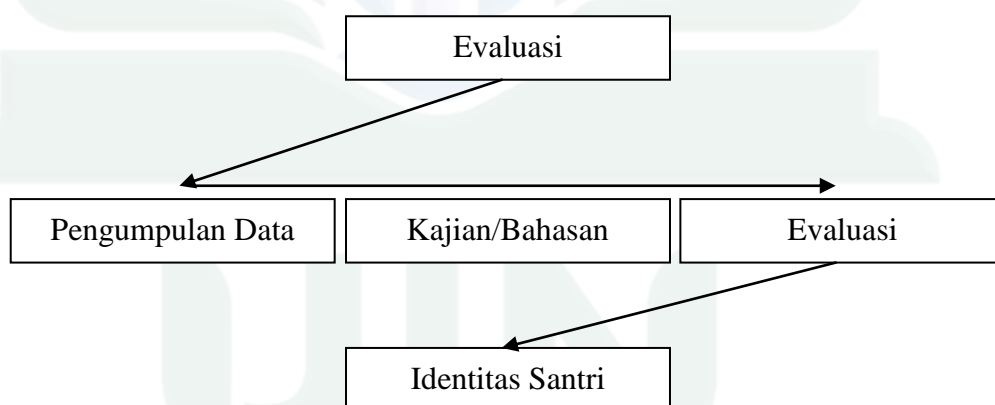 Evaluasi
Pengumpulan Data
Kajian/Bahasan
Evaluasi
Identitas Santri